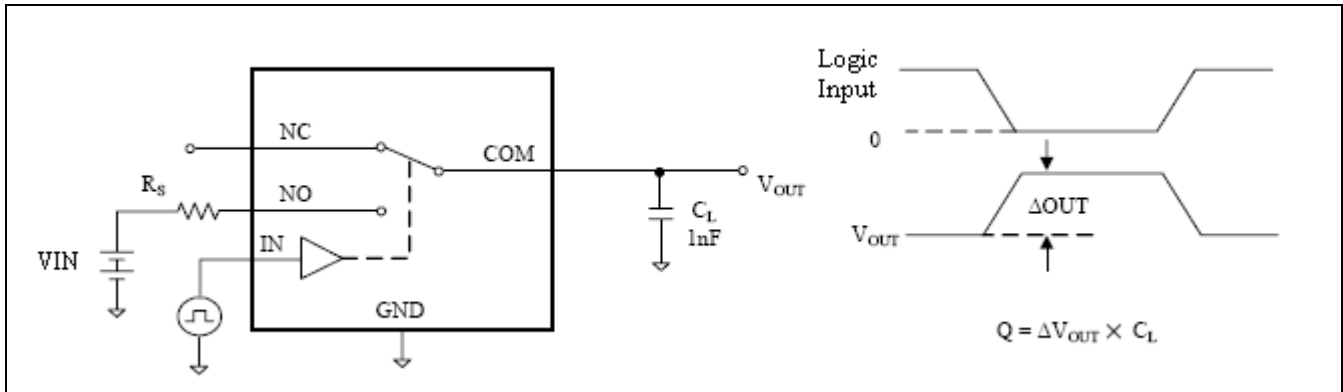 NC
COM
R_S
NO
V_OUT
C_L
1nF
IN
VIN
GND
Logic
Input
0
ΔOUT
V_OUT
Q = ΔV_OUT × C_L